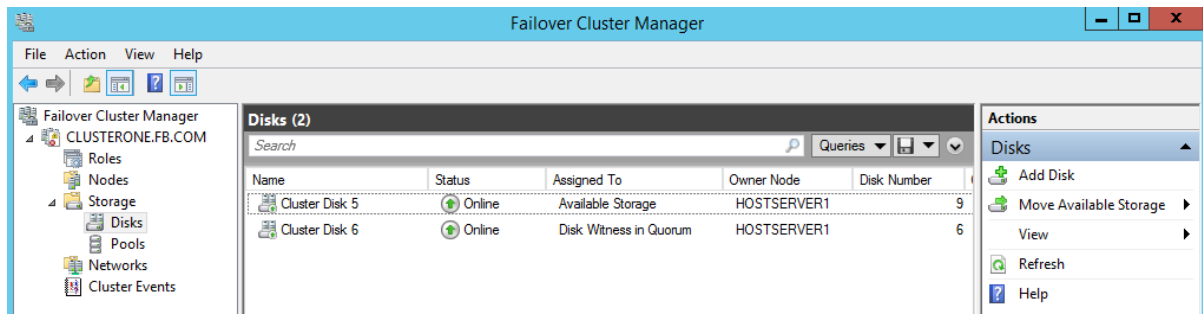 Failover Cluster Manager
File Action View Help
Failover Cluster Manager
CLUSTERONE.FB.COM
Roles
Nodes
Storage
Disks
Pools
Networks
Cluster Events
Disks (2)
Search
Queries
Name Status Assigned To Owner Node Disk Number
Cluster Disk 5 Online Available Storage HOSTSERVER1 9
Cluster Disk 6 Online Disk Witness in Quorum HOSTSERVER1 6
Actions
Disks
Add Disk
Move Available Storage
View
Refresh
Help